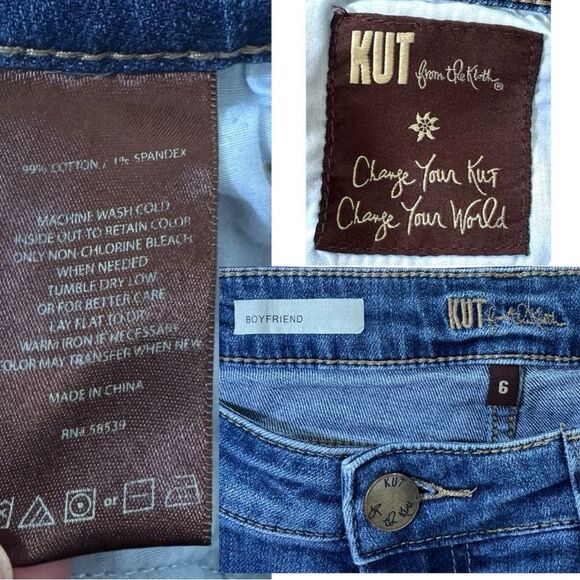 99% COTTON / 1% SPANDEX
MACHINE WASH COLD
INSIDE OUT TO RETAIN COLOR
ONLY NON-CHLORINE BLEACH
WHEN NEEDED
TUMBLE DRY LOW
OR FOR BETTER CARE
LAY FLAT TO DRY
WARM IRON IF NECESSARY
COLOR MAY TRANSFER WHEN NEW
MADE IN CHINA
RN# 58539
or
KUT from the Kloth®
Change Your Kut
Change Your World
BOYFRIEND
KUT from the Kloth
6
KUT
from the Kloth